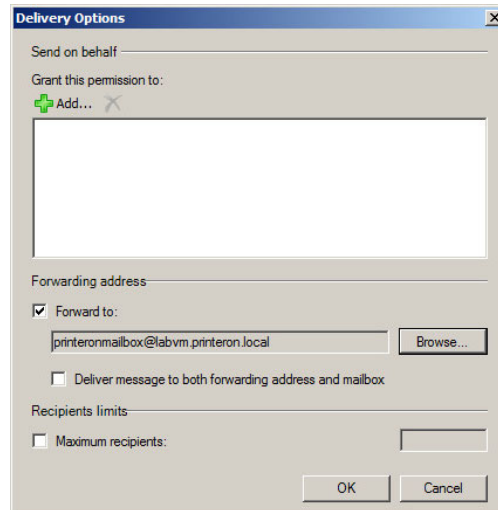 Delivery Options
Send on behalf
Grant this permission to:
Add...
Forwarding address
Forward to:
printeronmailbox@labvm.printeron.local
Browse...
Deliver message to both forwarding address and mailbox
Recipients limits
Maximum recipients:
OK
Cancel